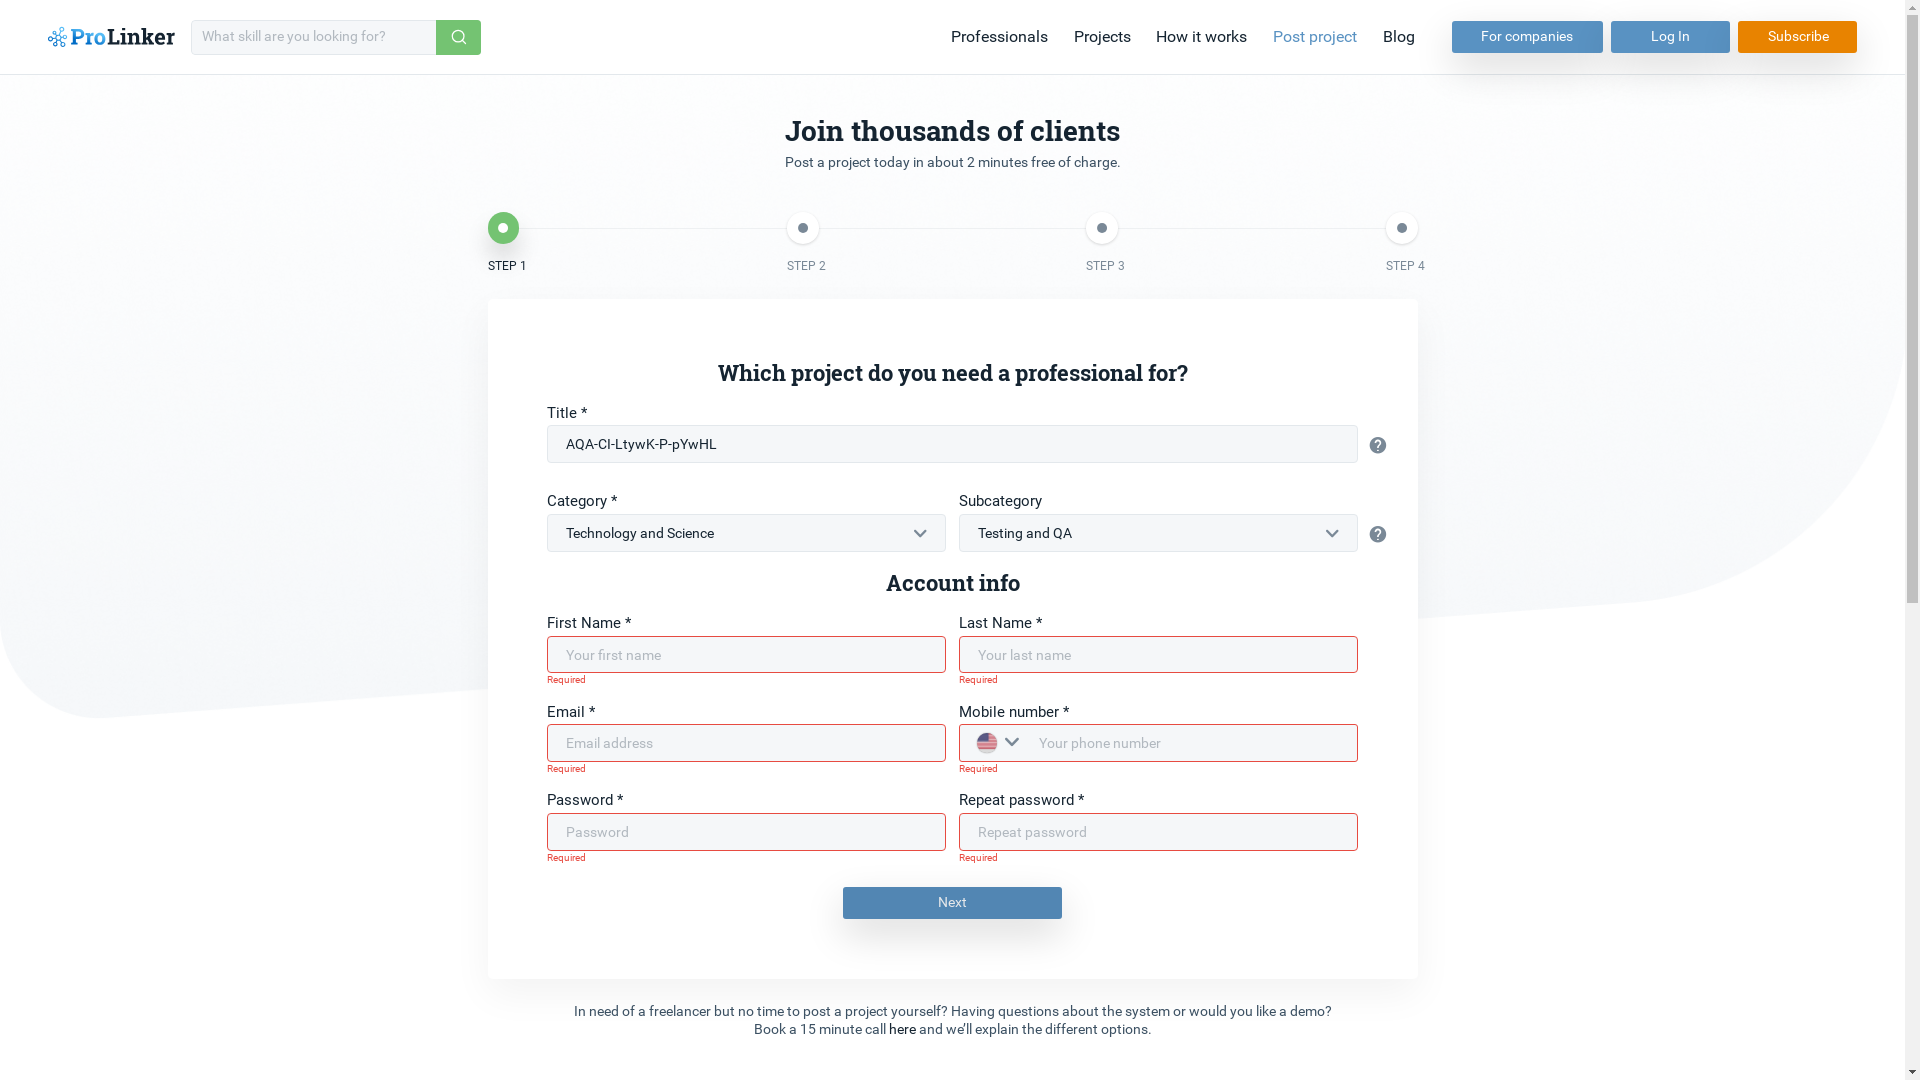 ProLinker
What skill are you looking for?
Professionals
Projects
How it works
Post project
Blog
For companies
Log In
Subscribe
Join thousands of clients
Post a project today in about 2 minutes free of charge.
STEP 1
STEP 2
STEP 3
STEP 4
Which project do you need a professional for?
Title *
AQA-CI-LtywK-P-pYwHL
Category *
Subcategory
Technology and Science
Testing and QA
Account info
First Name *
Last Name *
Your first name
Your last name
Required
Required
Email *
Mobile number *
Email address
Your phone number
Required
Required
Password *
Repeat password *
Password
Repeat password
Required
Required
Next
In need of a freelancer but no time to post a project yourself? Having questions about the system or would you like a demo?
Book a 15 minute call here and we’ll explain the different options.